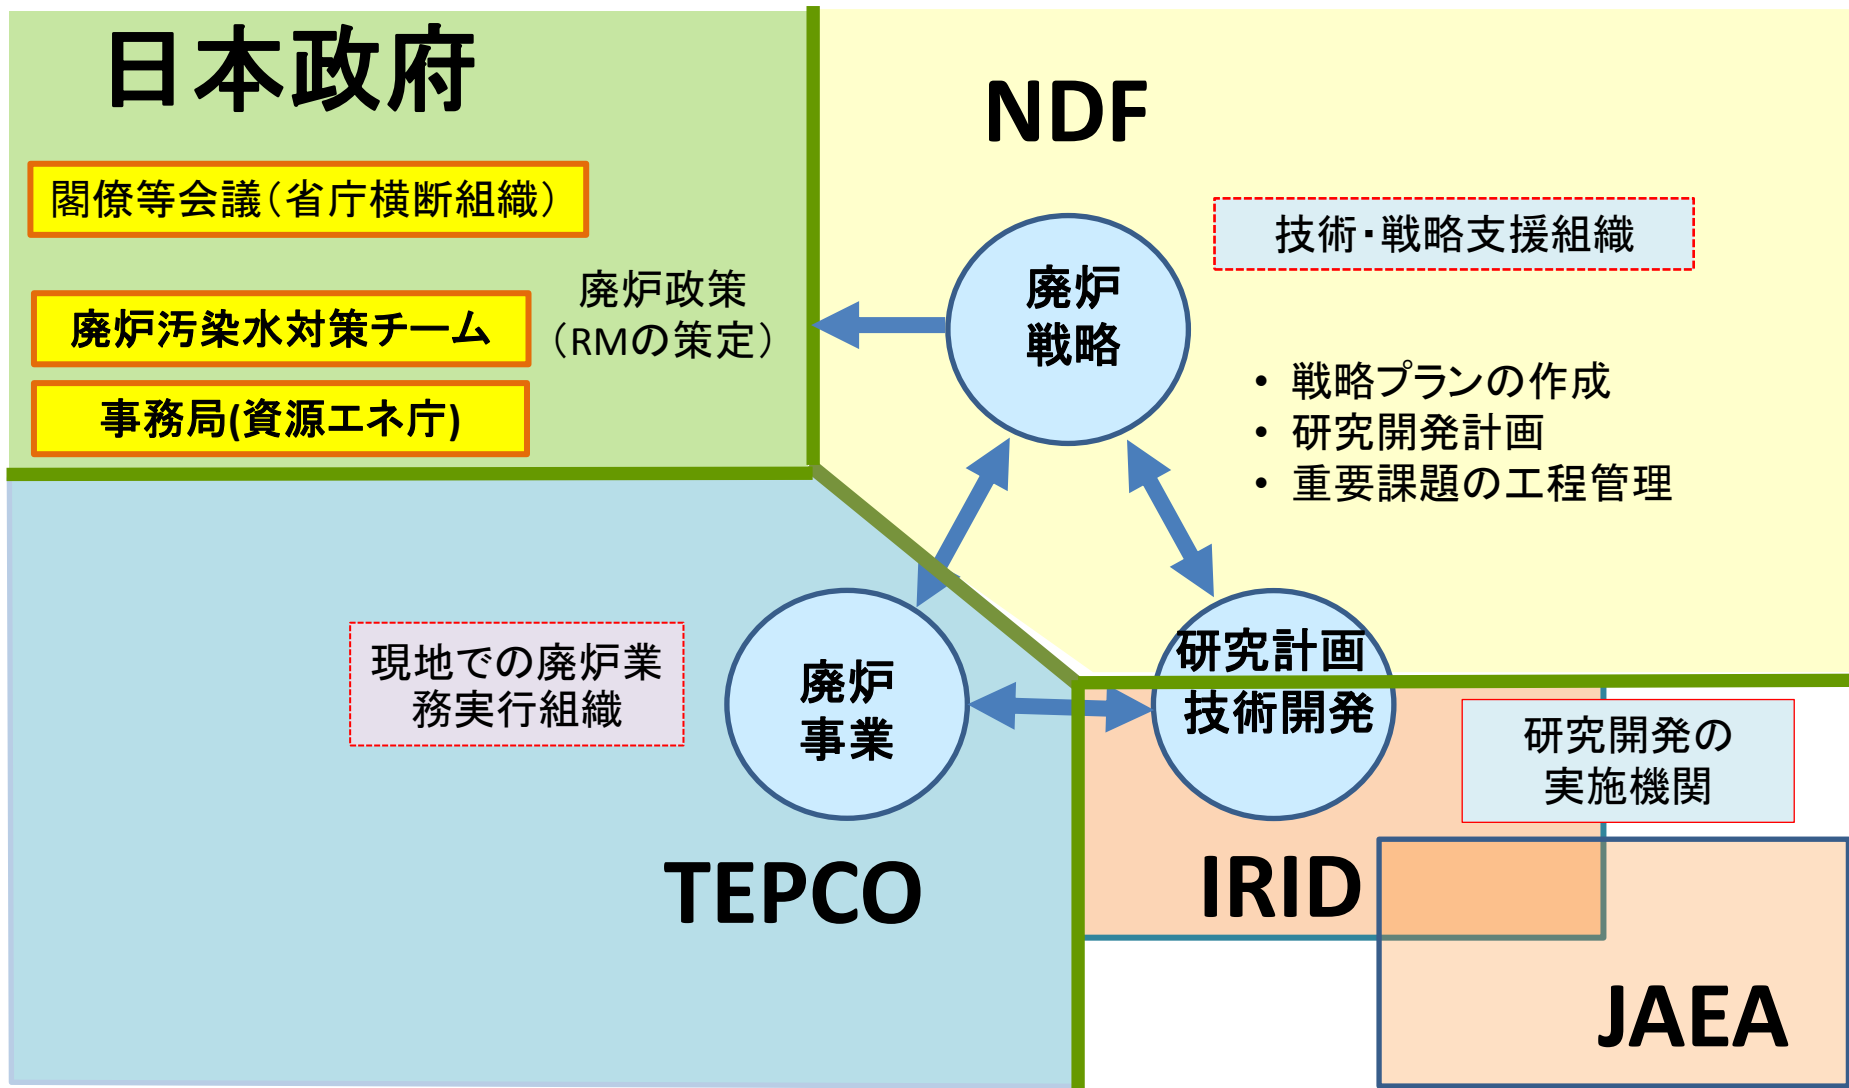 日本政府
閣僚等会議（省庁横断組織）
廃炉汚染水対策チーム
事務局(資源エネ庁)
廃炉政策
（RMの策定）
NDF
技術・戦略支援組織
廃炉
戦略
• 戦略プランの作成
• 研究開発計画
• 重要課題の工程管理
現地での廃炉業
務実行組織
廃炉
事業
TEPCO
研究計画
技術開発
研究開発の
実施機関
IRID
JAEA